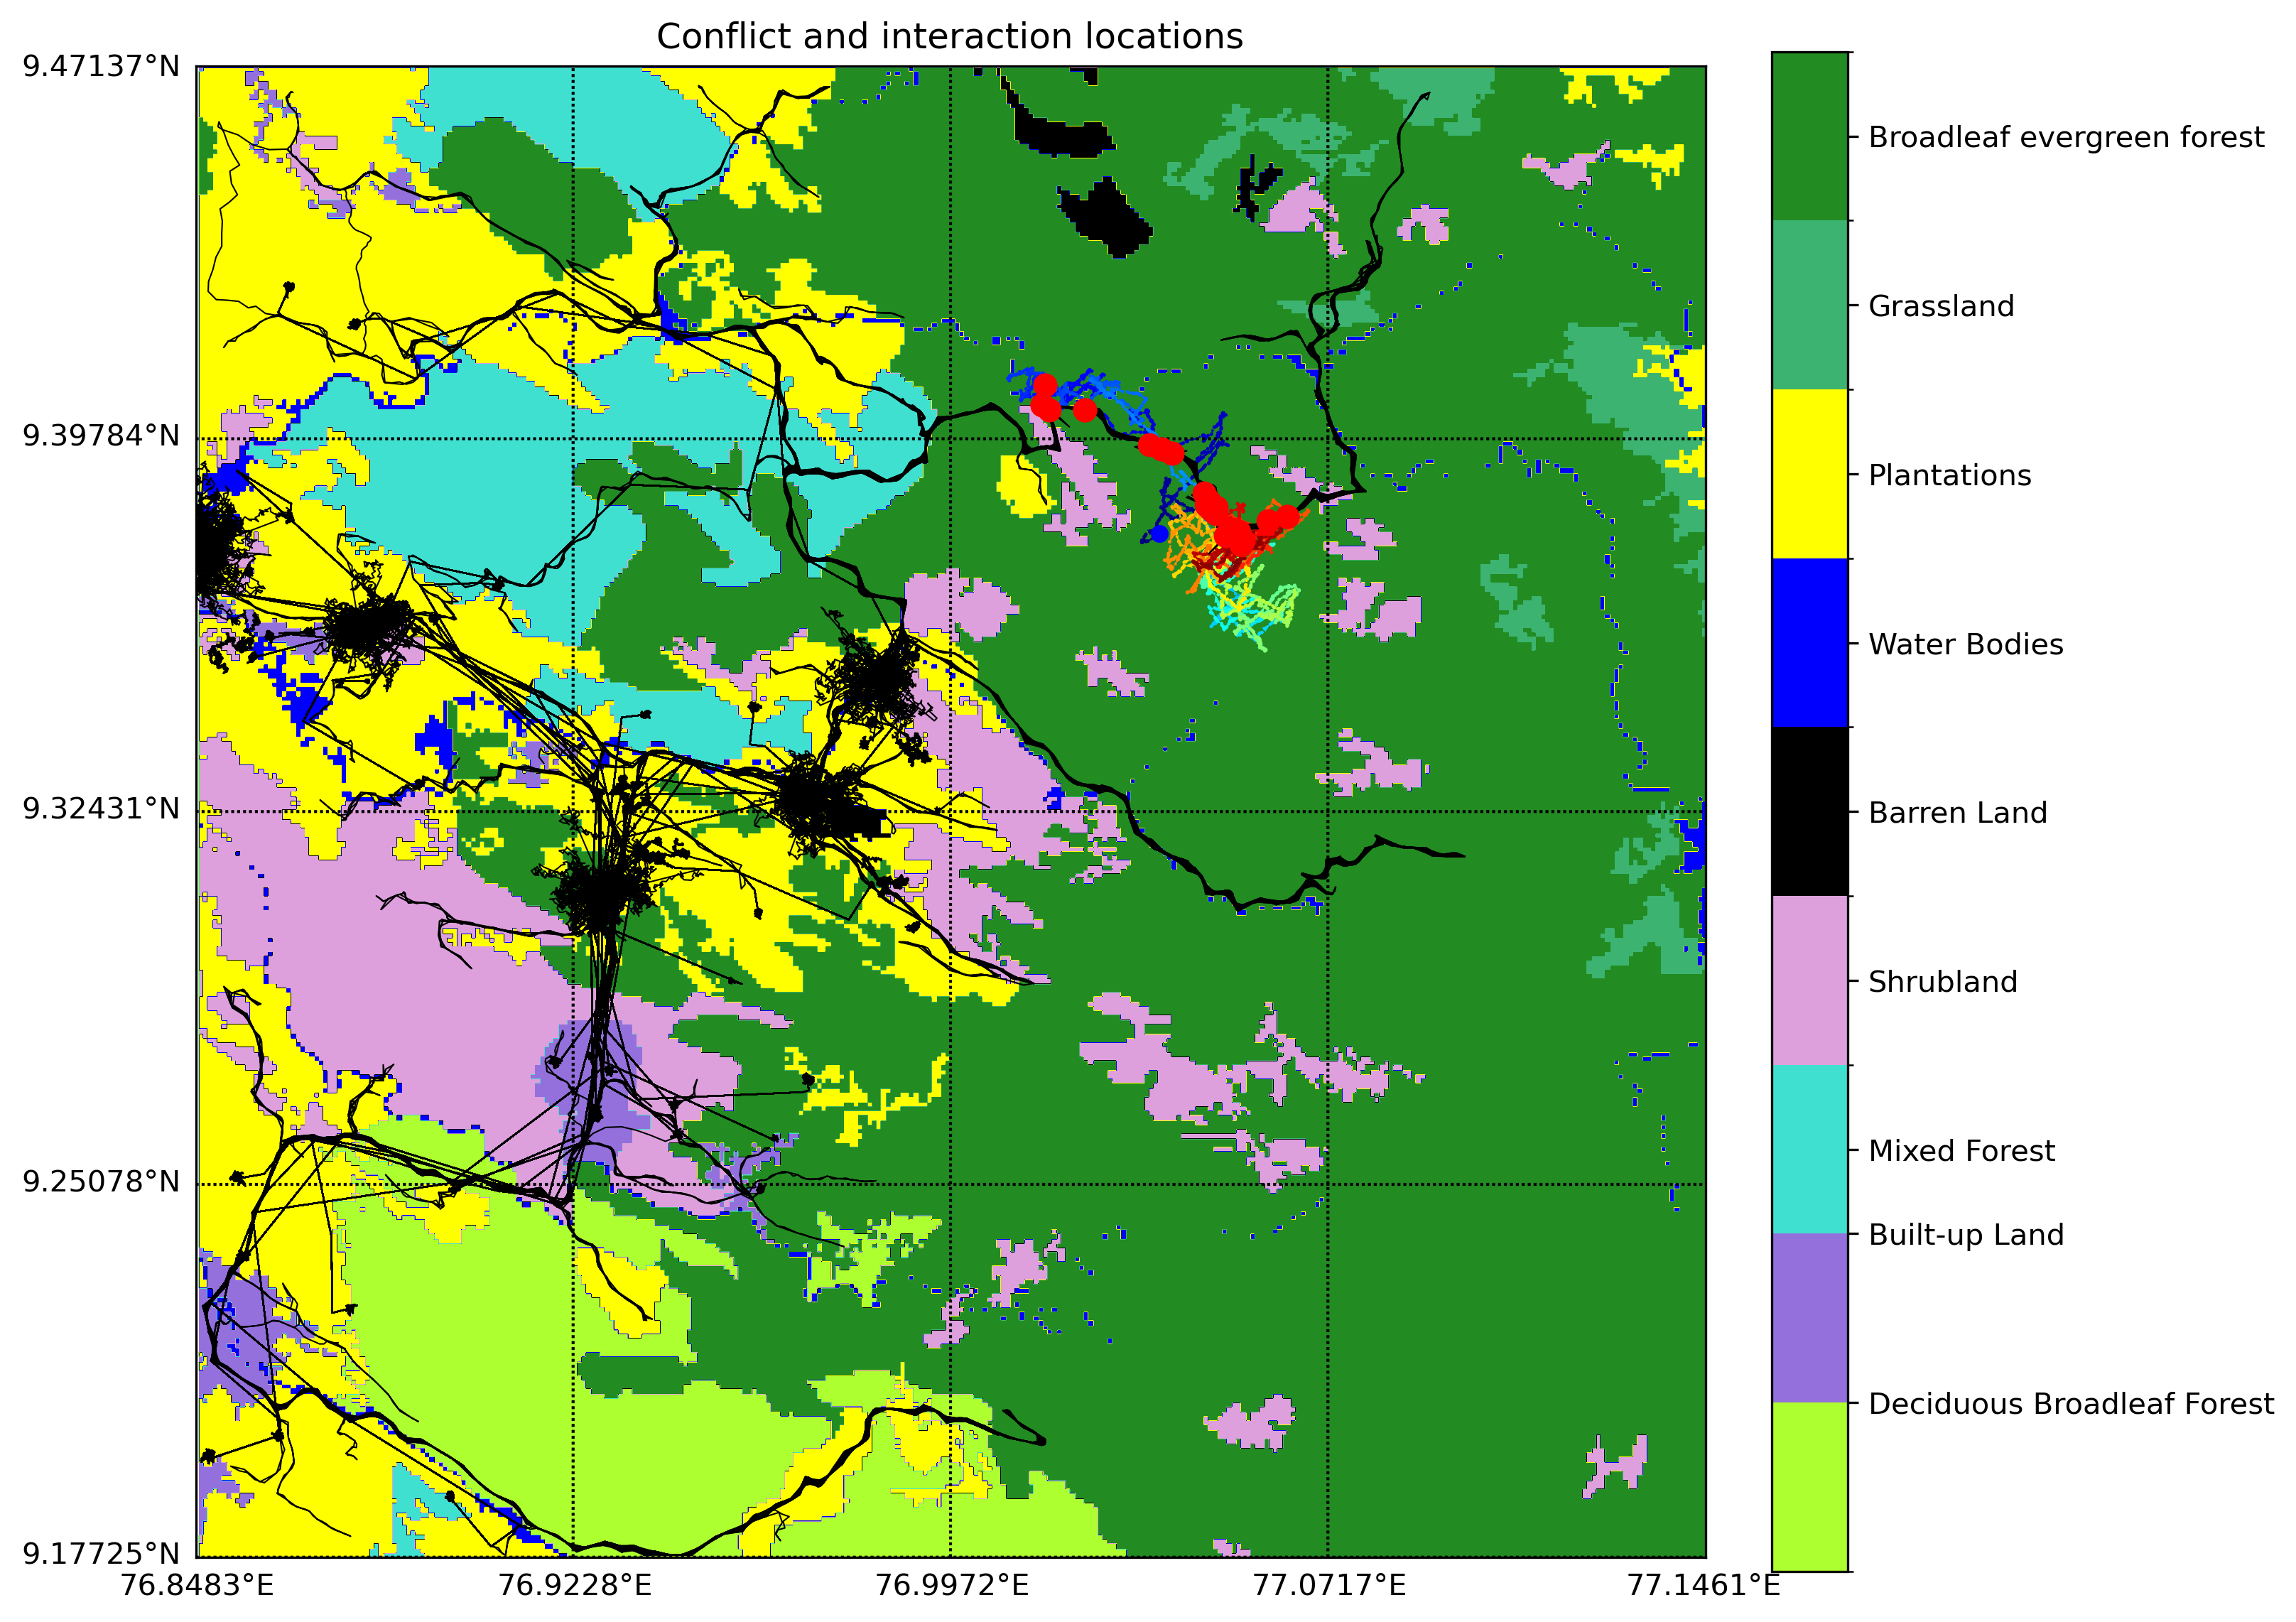 Conflict and interaction locations
9.47137°N
9.39784°N
9.32431°N
9.25078°N
9.17725°N
76.8483°E
76.9228°E
76.9972°E
77.0717°E
77.1461°E
Broadleaf evergreen forest
Grassland
Plantations
Water Bodies
Barren Land
Shrubland
Mixed Forest
Built-up Land
Deciduous Broadleaf Forest